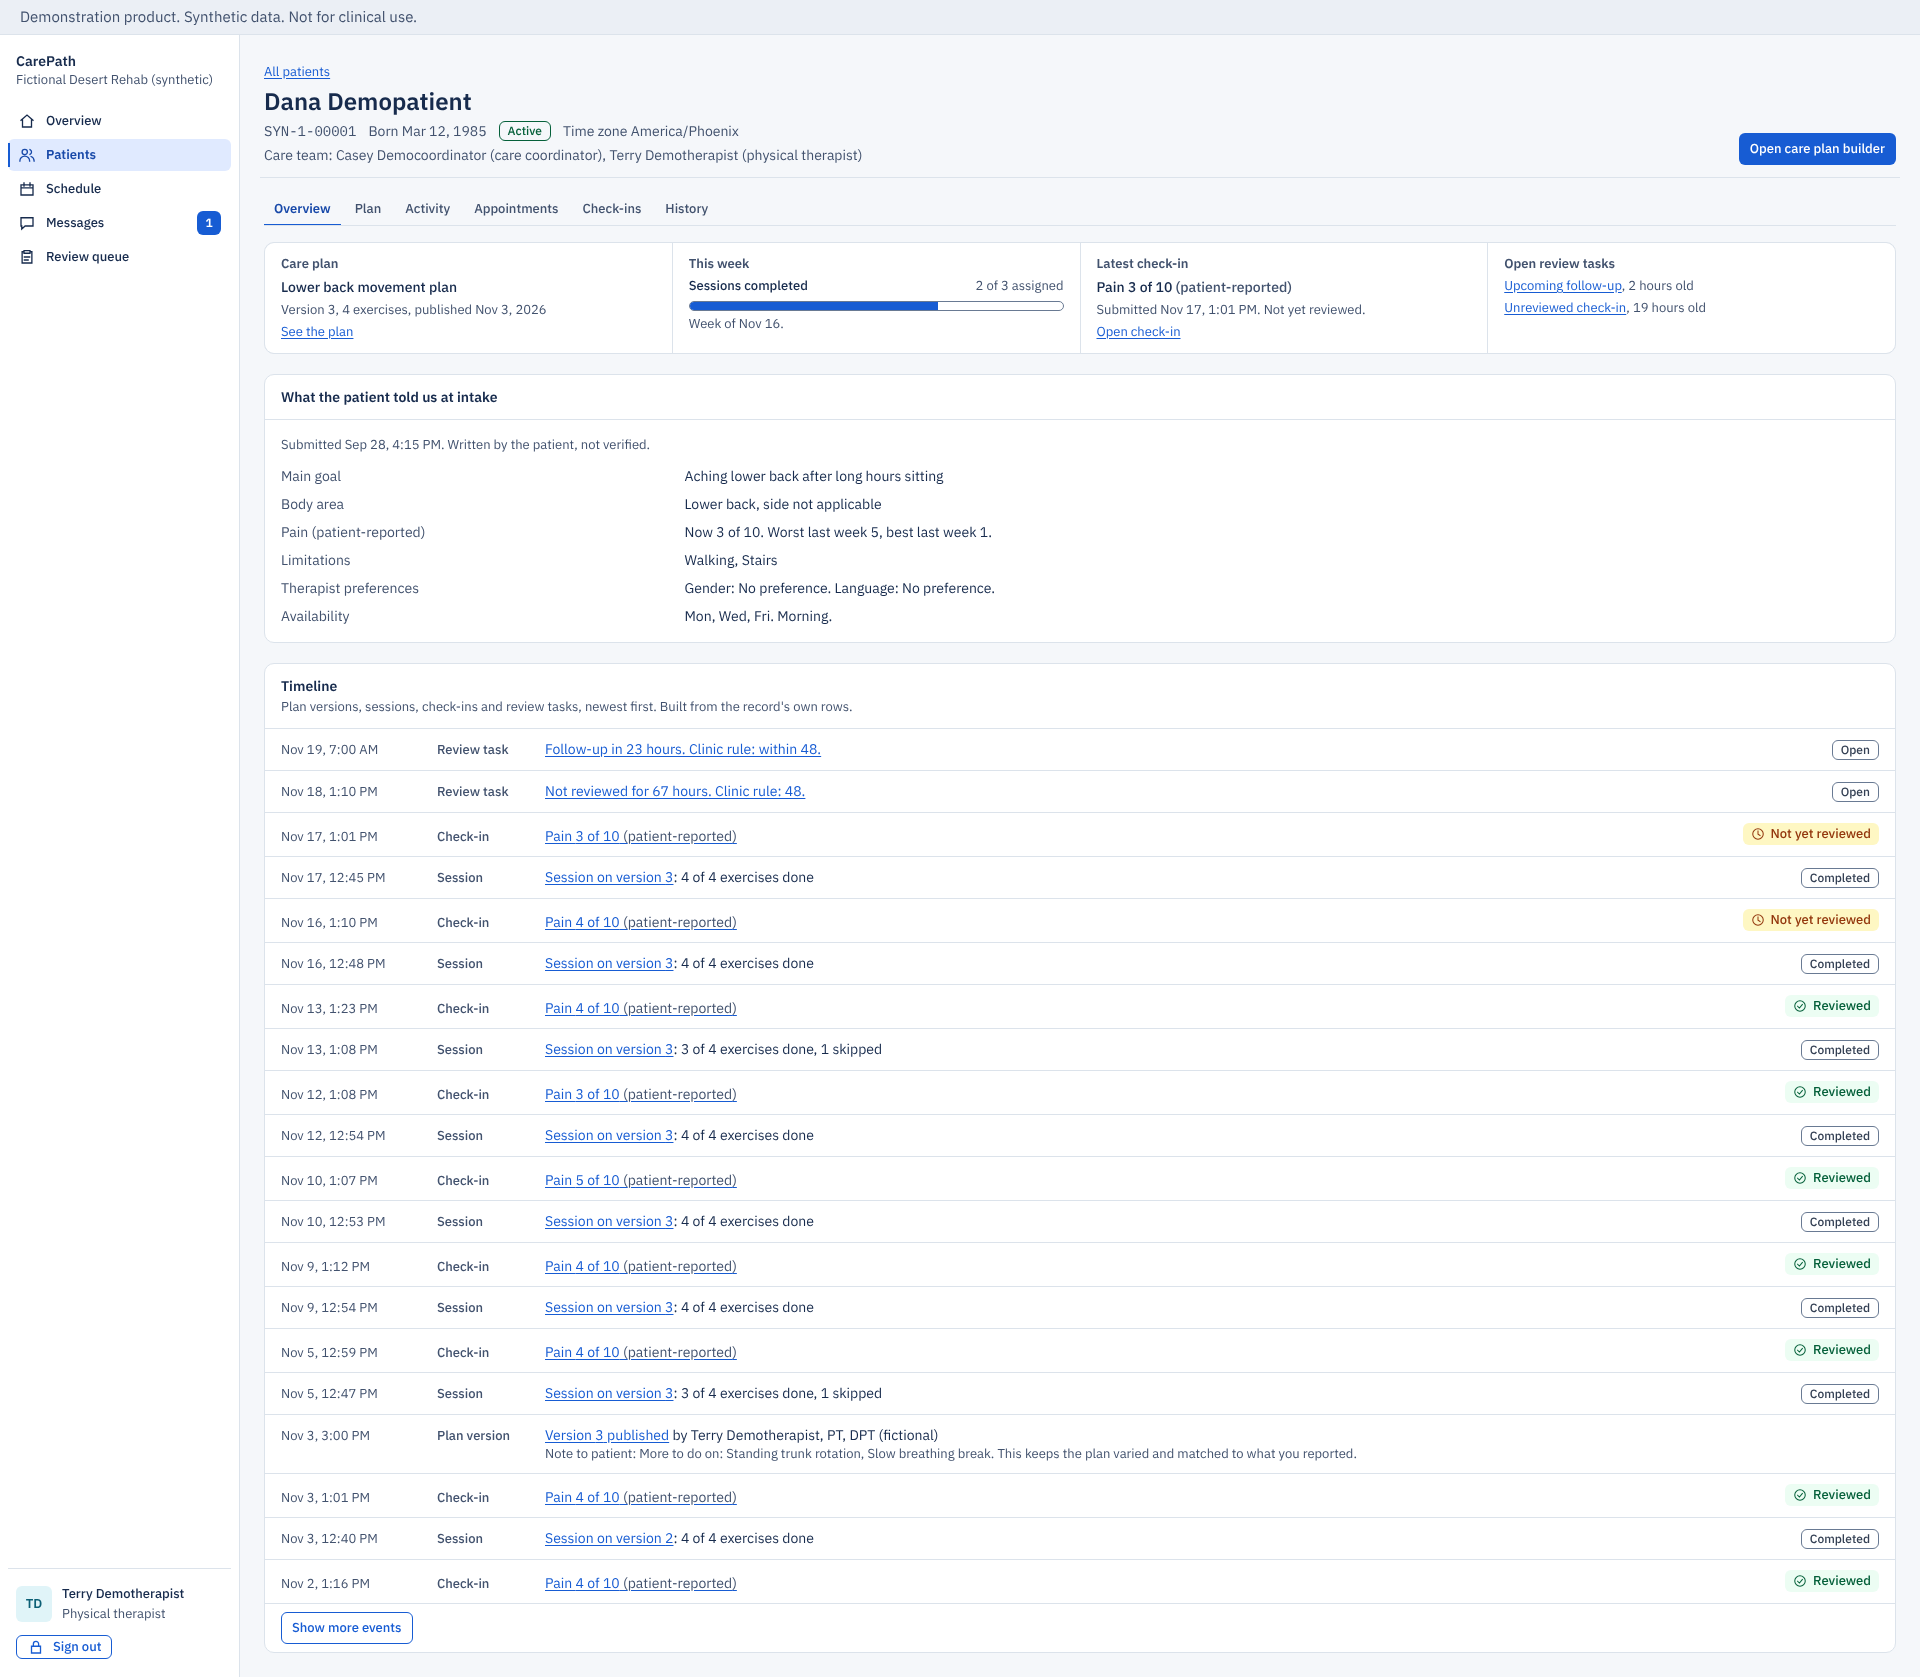 Demonstration product. Synthetic data. Not for clinical use.
CarePath
Fictional Desert Rehab (synthetic)
Overview
Patients
Schedule
Messages 1
Review queue
All patients
Dana Demopatient
SYN-1-00001 Born Mar 12, 1985 Active Time zone America/Phoenix
Care team: Casey Democoordinator (care coordinator), Terry Demotherapist (physical therapist)
Open care plan builder
Overview Plan Activity Appointments Check-ins History
Care plan
Lower back movement plan
Version 3, 4 exercises, published Nov 3, 2026
See the plan
This week
Sessions completed 2 of 3 assigned
Week of Nov 16.
Latest check-in
Pain 3 of 10 (patient-reported)
Submitted Nov 17, 1:01 PM. Not yet reviewed.
Open check-in
Open review tasks
Upcoming follow-up, 2 hours old
Unreviewed check-in, 19 hours old
What the patient told us at intake
Submitted Sep 28, 4:15 PM. Written by the patient, not verified.
Main goal Aching lower back after long hours sitting
Body area Lower back, side not applicable
Pain (patient-reported) Now 3 of 10. Worst last week 5, best last week 1.
Limitations Walking, Stairs
Therapist preferences Gender: No preference. Language: No preference.
Availability Mon, Wed, Fri. Morning.
Timeline
Plan versions, sessions, check-ins and review tasks, newest first. Built from the record's own rows.
Nov 19, 7:00 AM Review task Follow-up in 23 hours. Clinic rule: within 48. Open
Nov 18, 1:10 PM Review task Not reviewed for 67 hours. Clinic rule: 48. Open
Nov 17, 1:01 PM Check-in Pain 3 of 10 (patient-reported) Not yet reviewed
Nov 17, 12:45 PM Session Session on version 3: 4 of 4 exercises done Completed
Nov 16, 1:10 PM Check-in Pain 4 of 10 (patient-reported) Not yet reviewed
Nov 16, 12:48 PM Session Session on version 3: 4 of 4 exercises done Completed
Nov 13, 1:23 PM Check-in Pain 4 of 10 (patient-reported) Reviewed
Nov 13, 1:08 PM Session Session on version 3: 3 of 4 exercises done, 1 skipped Completed
Nov 12, 1:08 PM Check-in Pain 3 of 10 (patient-reported) Reviewed
Nov 12, 12:54 PM Session Session on version 3: 4 of 4 exercises done Completed
Nov 10, 1:07 PM Check-in Pain 5 of 10 (patient-reported) Reviewed
Nov 10, 12:53 PM Session Session on version 3: 4 of 4 exercises done Completed
Nov 9, 1:12 PM Check-in Pain 4 of 10 (patient-reported) Reviewed
Nov 9, 12:54 PM Session Session on version 3: 4 of 4 exercises done Completed
Nov 5, 12:59 PM Check-in Pain 4 of 10 (patient-reported) Reviewed
Nov 5, 12:47 PM Session Session on version 3: 3 of 4 exercises done, 1 skipped Completed
Nov 3, 3:00 PM Plan version Version 3 published by Terry Demotherapist, PT, DPT (fictional)
Note to patient: More to do on: Standing trunk rotation, Slow breathing break. This keeps the plan varied and matched to what you reported.
Nov 3, 1:01 PM Check-in Pain 4 of 10 (patient-reported) Reviewed
Nov 3, 12:40 PM Session Session on version 2: 4 of 4 exercises done Completed
Nov 2, 1:16 PM Check-in Pain 4 of 10 (patient-reported) Reviewed
Show more events
TD Terry Demotherapist
Physical therapist
Sign out